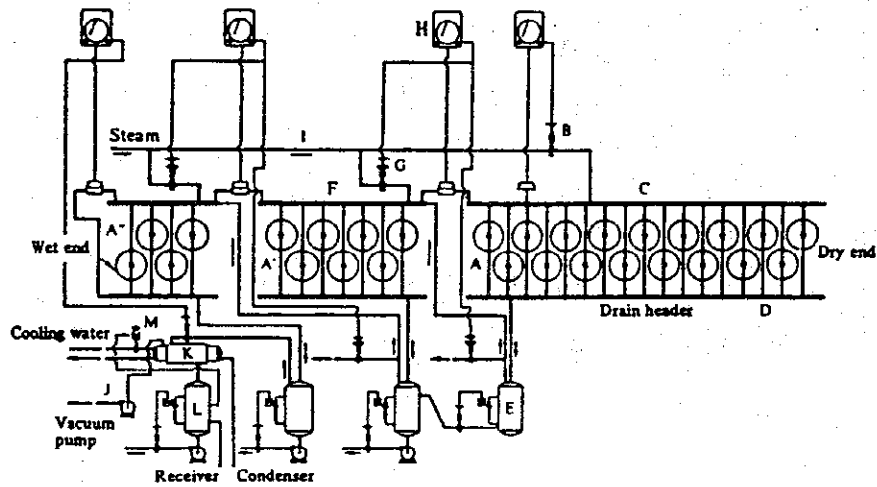 H
B
Steam
I
G
F
C
A"
Wet end
A'
A
Dry end
Drain header
D
M
Cooling water
K
J
L
E
Vacuum
pump
Receiver
Condenser